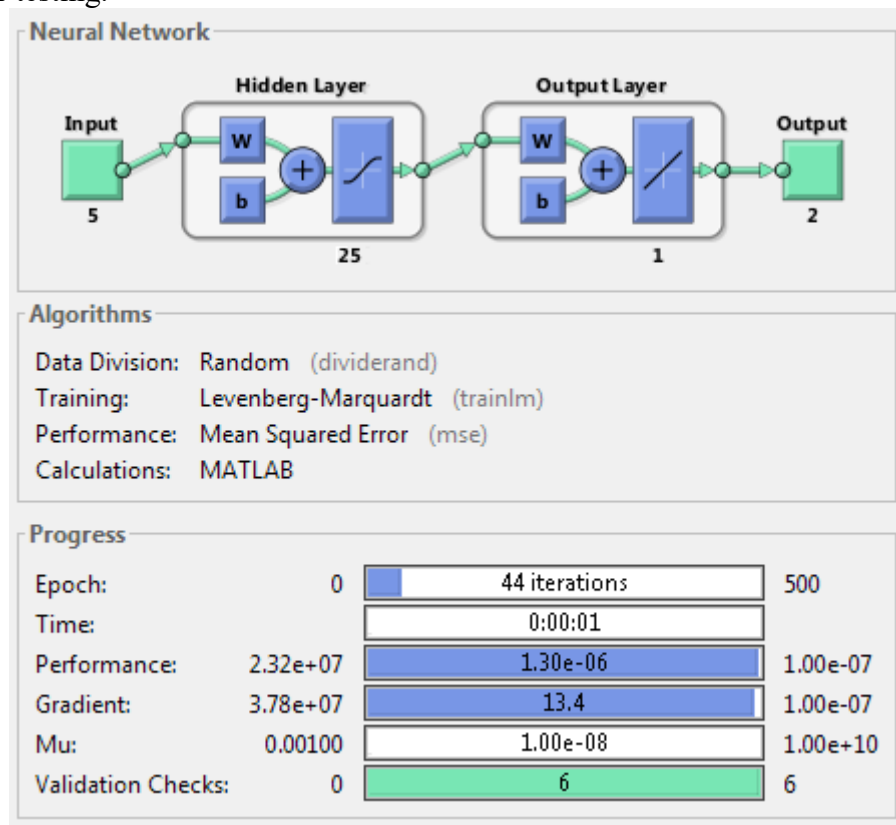 testing.
Neural Network
Hidden Layer Output Layer
Input Output
W W
+ +
b b
5 2
25 1
Algorithms
Data Division: Random (dividerand)
Training: Levenberg-Marquardt (trainlm)
Performance: Mean Squared Error (mse)
Calculations: MATLAB
Progress
Epoch: 0 44 iterations 500
Time: 0:00:01
Performance: 2.32e+07 1.30e-06 1.00e-07
Gradient: 3.78e+07 13.4 1.00e-07
Mu: 0.00100 1.00e-08 1.00e+10
Validation Checks: 0 6 6